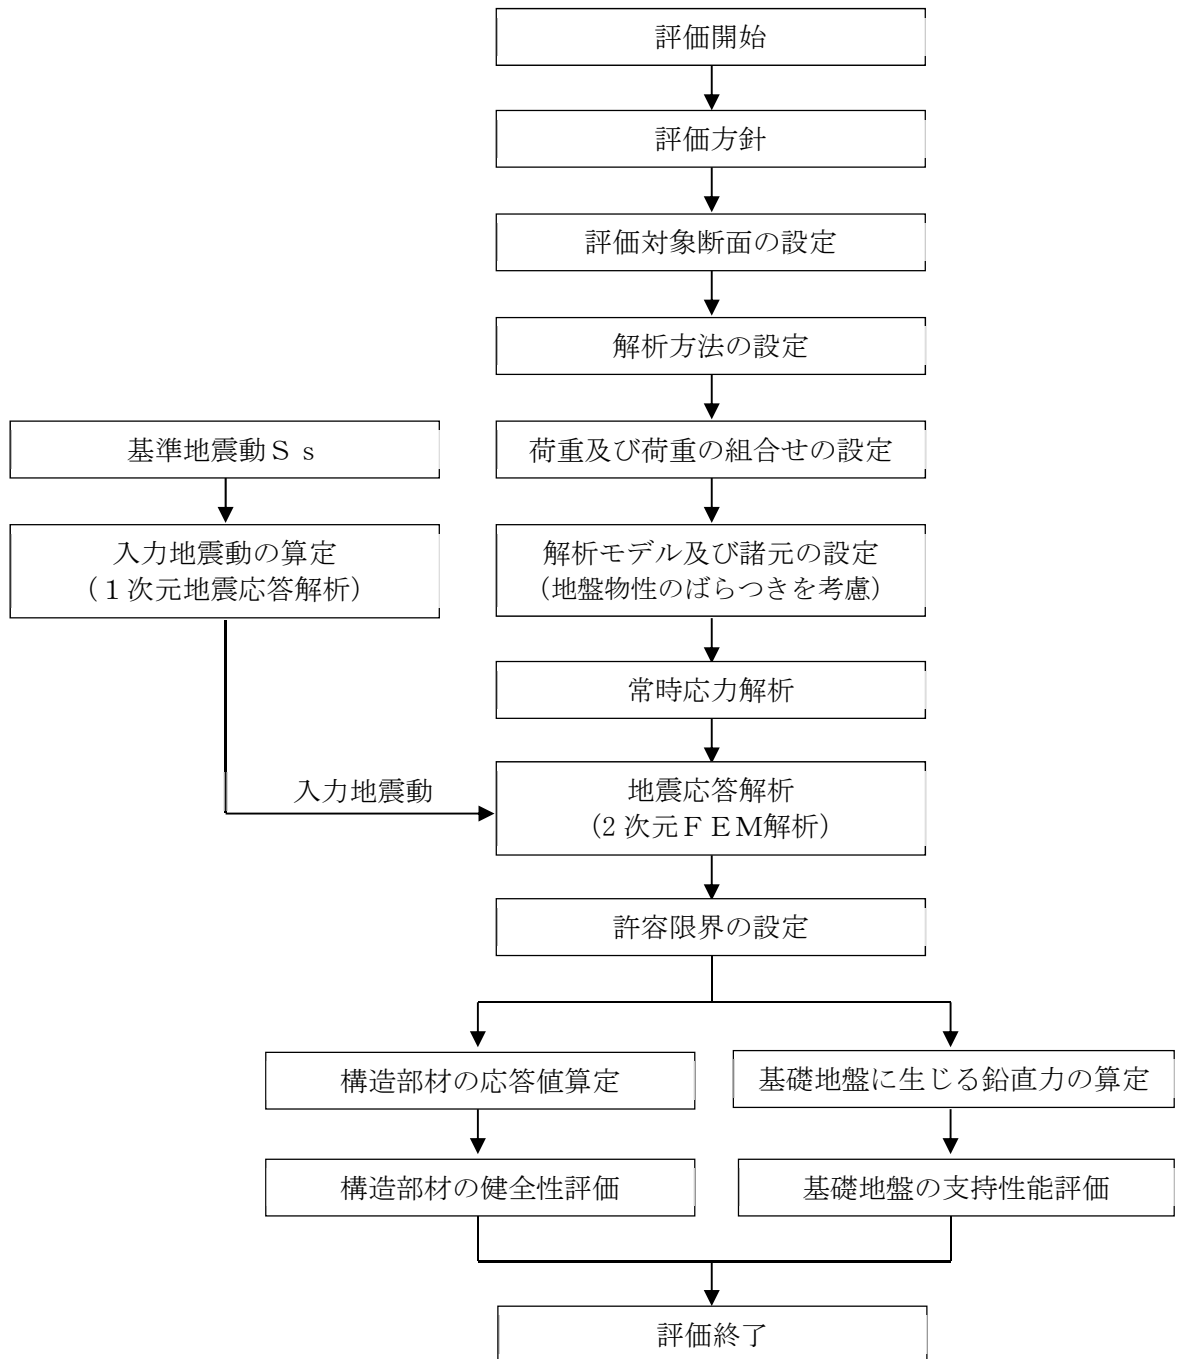 評価開始
評価方針
評価対象断面の設定
解析方法の設定
基準地震動Ｓｓ
荷重及び荷重の組合せの設定
入力地震動の算定
（１次元地震応答解析）
解析モデル及び諸元の設定
（地盤物性のばらつきを考慮）
常時応力解析
入力地震動
地震応答解析
（2 次元ＦＥＭ解析）
許容限界の設定
構造部材の応答値算定
基礎地盤に生じる鉛直力の算定
構造部材の健全性評価
基礎地盤の支持性能評価
評価終了